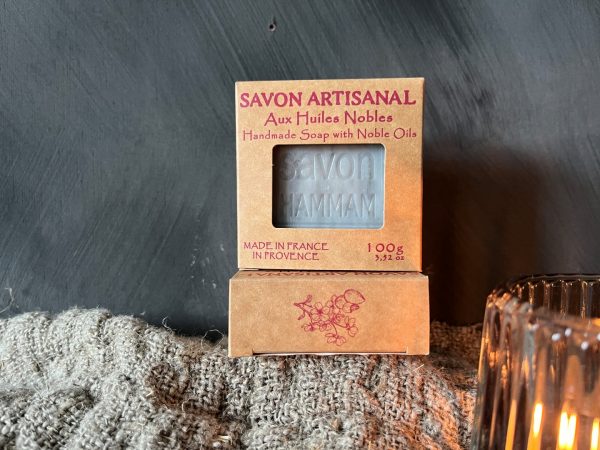 SAVON ARTISANAL
Aux Huiles Nobles
Handmade Soap with Noble Oils
savon
HAMMAM
MADE IN FRANCE
IN PROVENCE
100g
3,52 oz